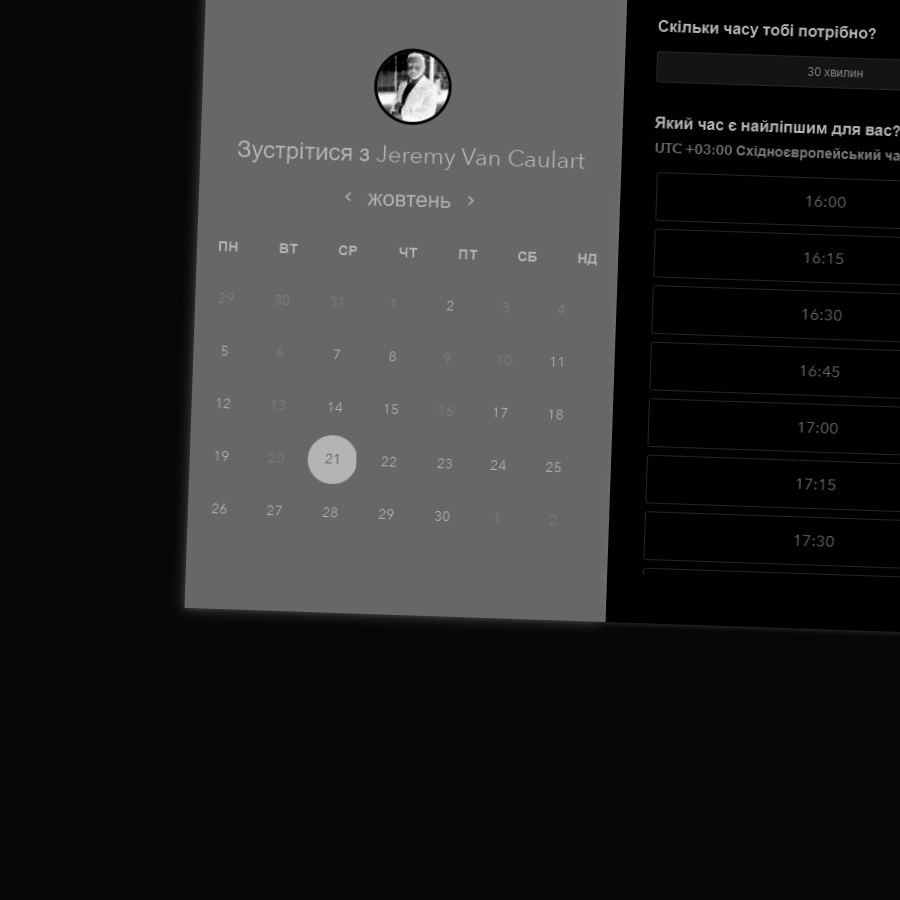 Зустрітися з Jeremy Van Caulart
жовтень
ПН ВТ СР ЧТ ПТ СБ НД
29 30 31 1 2 3 4
5 6 7 8 9 10 11
12 13 14 15 16 17 18
19 20 21 22 23 24 25
26 27 28 29 30 1 2
Скільки часу тобі потрібно?
30 хвилин
Який час є найліпшим для вас?
UTC +03:00 Східноєвропейський
16:00
16:15
16:30
16:45
17:00
17:15
17:30